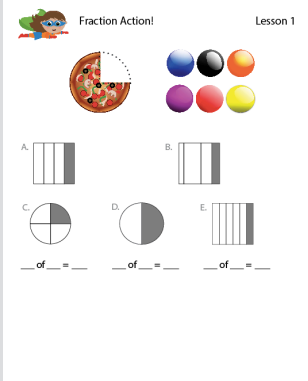 Fraction Action! Lesson 1
A. B.
C. D. E.
___ of ___ = ___ ___ of ___ = ___ ___ of ___ = ___